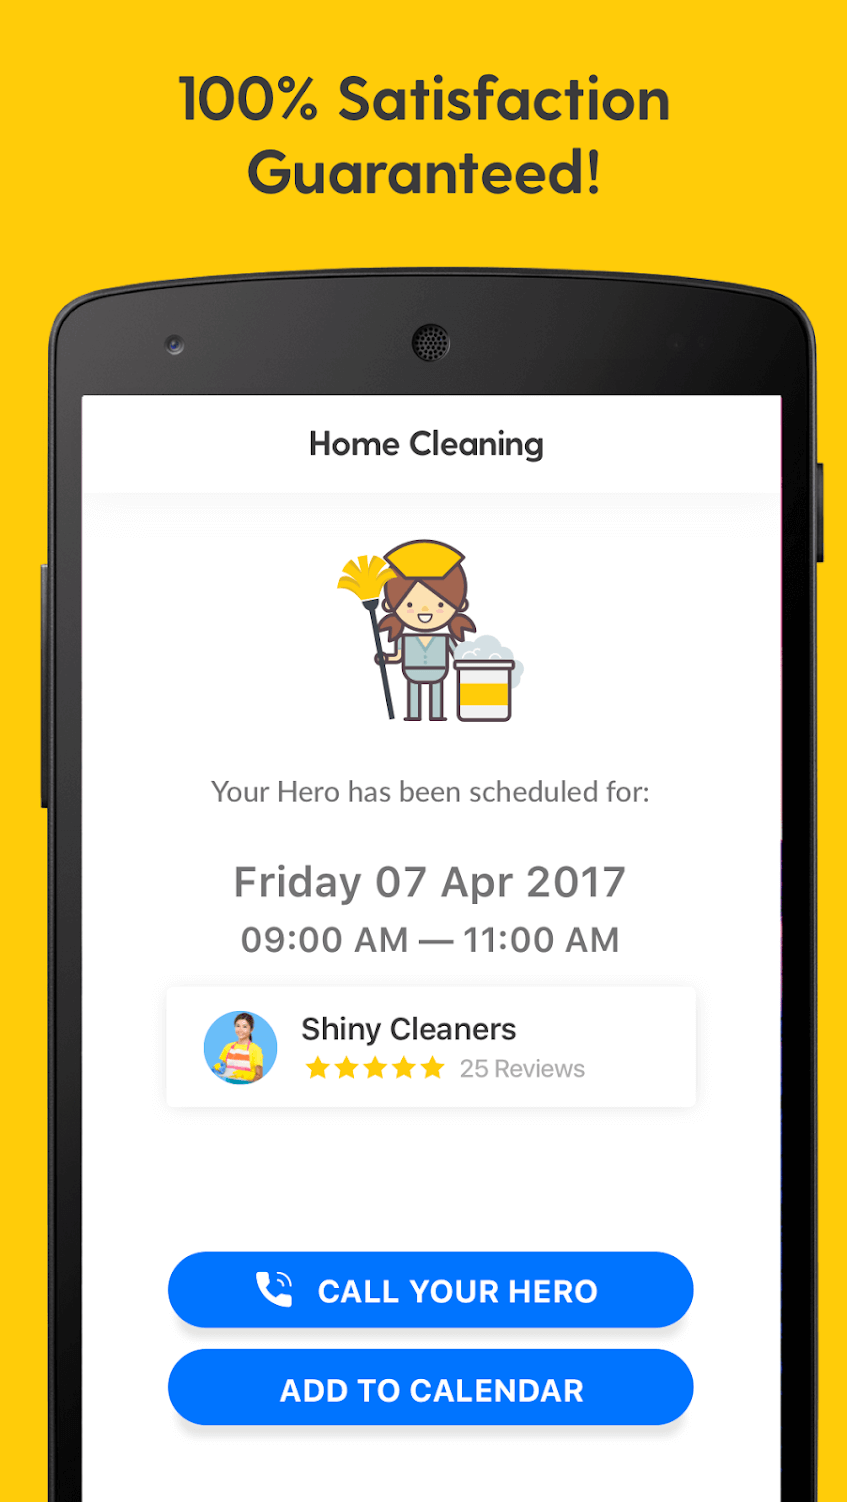 100% Satisfaction
Guaranteed!
Home Cleaning
Your Hero has been scheduled for:
Friday 07 Apr 2017
09:00 AM — 11:00 AM
Shiny Cleaners
25 Reviews
CALL YOUR HERO
ADD TO CALENDAR